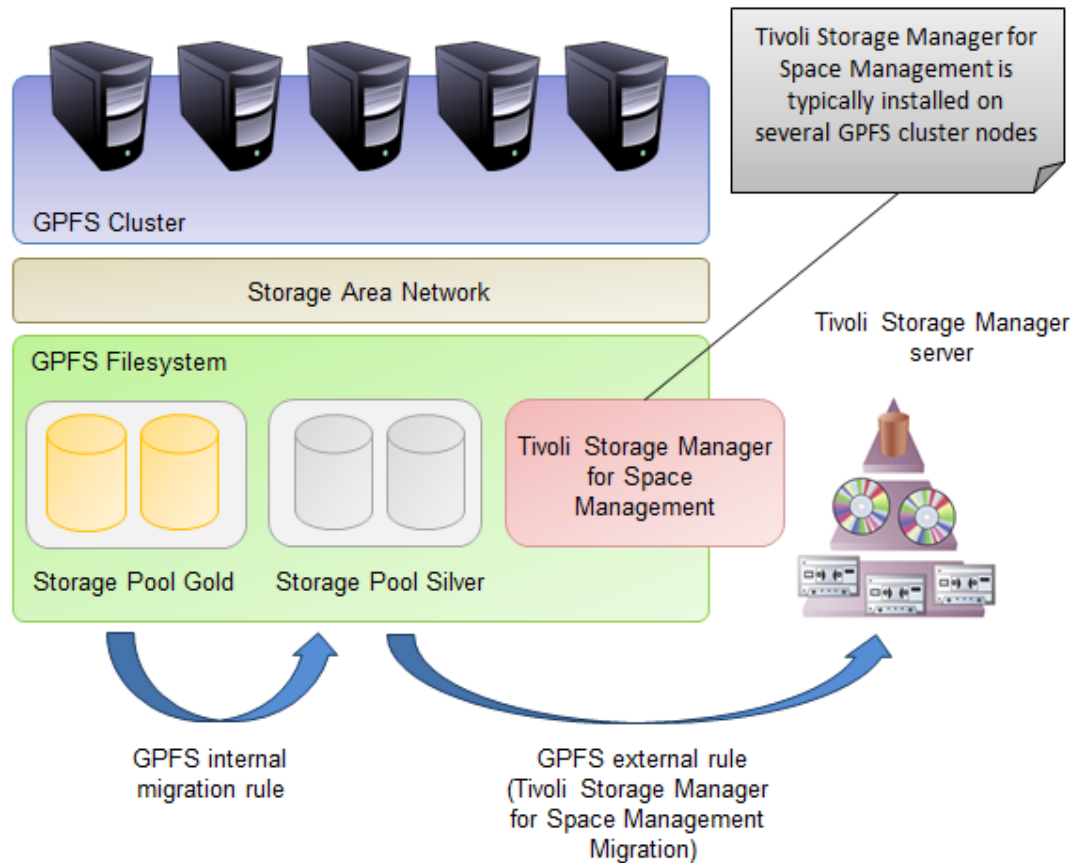 Tivoli Storage Manager for
Space Management is
typically installed on
several GPFS cluster nodes
GPFS Cluster
Storage Area Network
Tivoli Storage Manager
server
GPFS Filesystem
Tivoli Storage Manager
for Space
Management
Storage Pool Gold
Storage Pool Silver
GPFS internal
migration rule
GPFS external rule
(Tivoli Storage Manager
for Space Management
Migration)